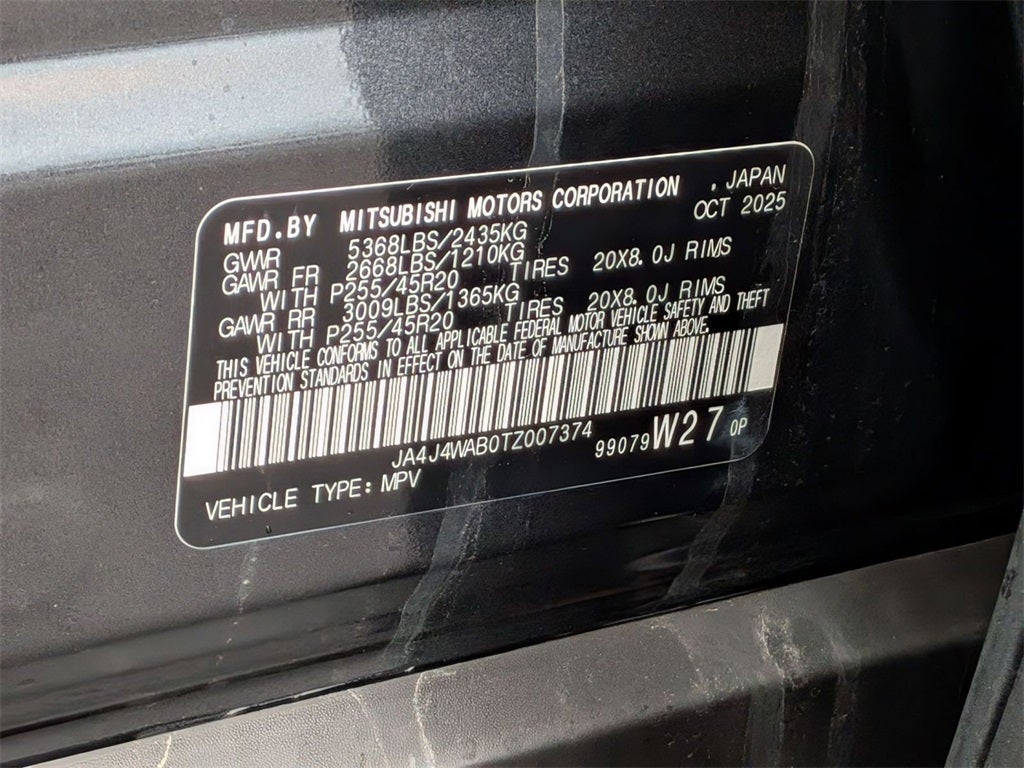 MFD.BY MITSUBISHI MOTORS CORPORATION . JAPAN
OCT 2025
GVWR 5368LBS/2435KG
GAWR FR 2668LBS/1210KG
WITH P255/45R20 TIRES 20X8.0J RIMS
GAWR RR 3009LBS/1365KG
WITH P255/45R20 TIRES 20X8.0J RIMS
THIS VEHICLE CONFORMS TO ALL APPLICABLE FEDERAL MOTOR VEHICLE SAFETY AND THEFT
PREVENTION STANDARDS IN EFFECT ON THE DATE OF MANUFACTURE SHOWN ABOVE.
JA4J4WAB0TZ007374 99079 W27 0P
VEHICLE TYPE: MPV